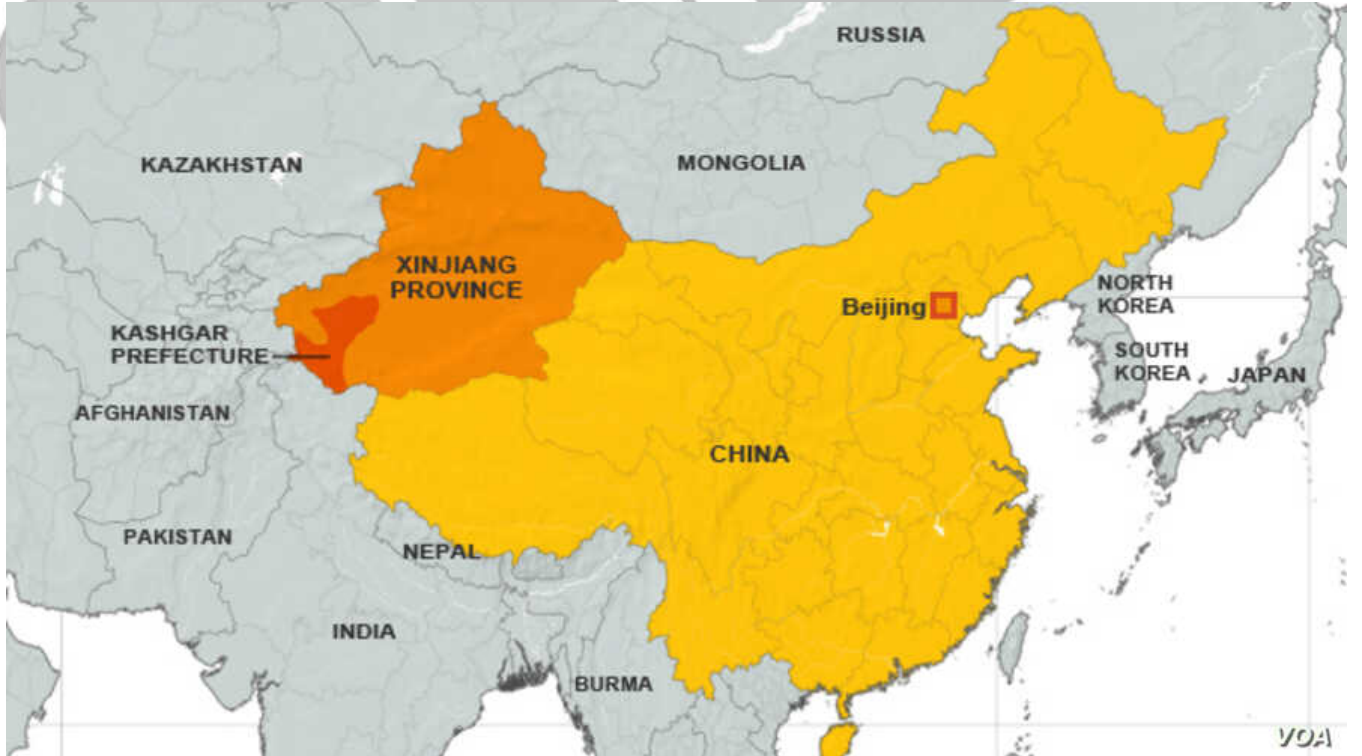 RUSSIA
KAZAKHSTAN
MONGOLIA
XINJIANG
PROVINCE
NORTH
KOREA
Beijing
KASHGAR
PREFECTURE
SOUTH
KOREA
JAPAN
AFGHANISTAN
CHINA
PAKISTAN
NEPAL
INDIA
BURMA
VOA